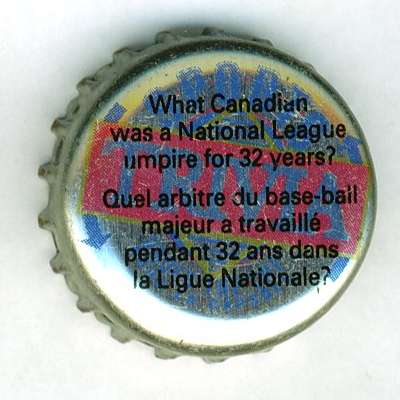 What Canadian
was a National League
umpire for 32 years?
Quel arbitre du base-ball
majeur a travaillé
pendant 32 ans dans
la Ligue Nationale?